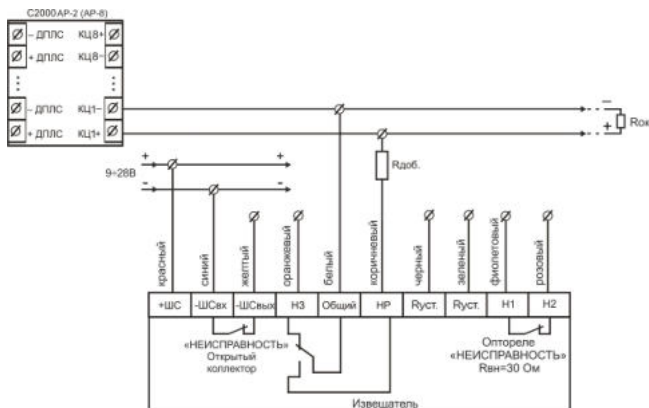 С2000АР-2 (АР-8)
– ДПЛС КЦ8+
+ ДПЛС КЦ8–
– ДПЛС КЦ1–
+ ДПЛС КЦ1+
–
+
Rок
Rдоб.
+ +
9÷28В
- -
красный
синий
желтый
оранжевый
белый
коричневый
черный
зеленый
фиолетовый
розовый
+ШС -ШСвх -ШСвых НЗ Общий НР Rуст. Rуст. Н1 Н2
«НЕИСПРАВНОСТЬ»
Открытый
коллектор
Оптореле
«НЕИСПРАВНОСТЬ»
Rвн=30 Ом
Извещатель